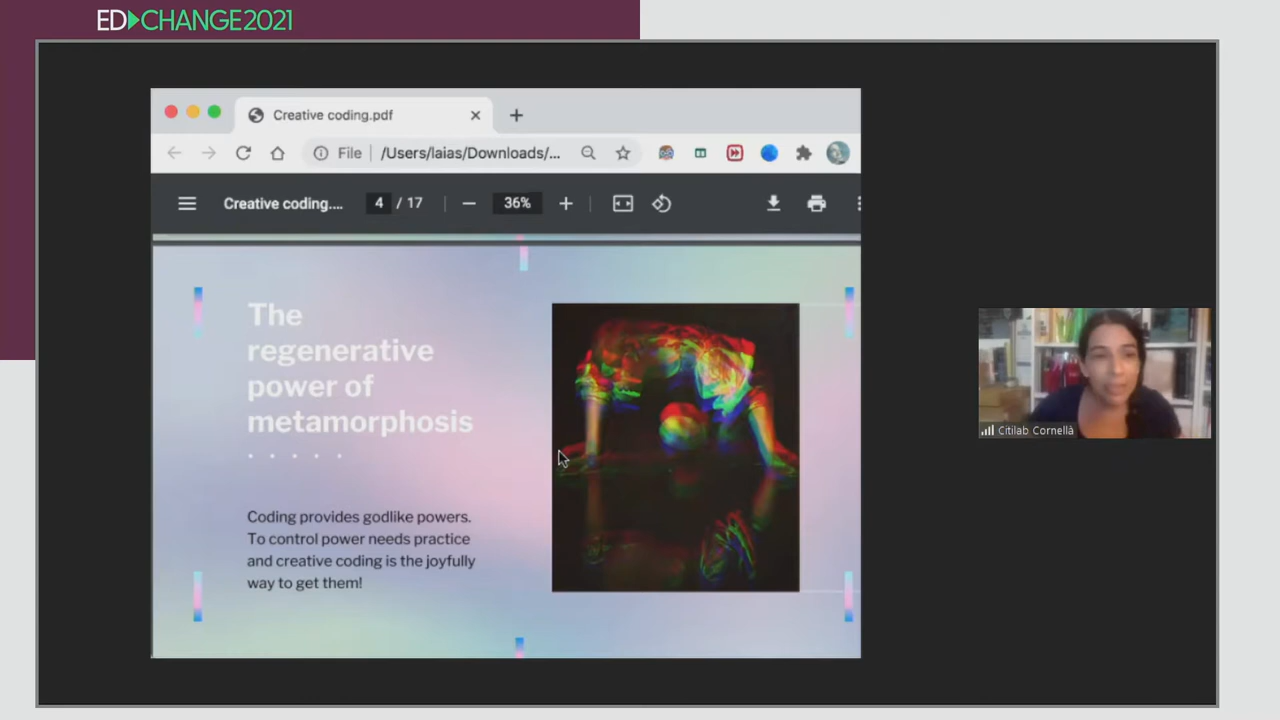 ED CHANGE2021
Creative coding.pdf
File /Users/laias/Downloads/...
Creative coding.... 4 / 17 36%
The
regenerative
power of
metamorphosis
Coding provides godlike powers.
To control power needs practice
and creative coding is the joyfully
way to get them!
Citilab Cornellà